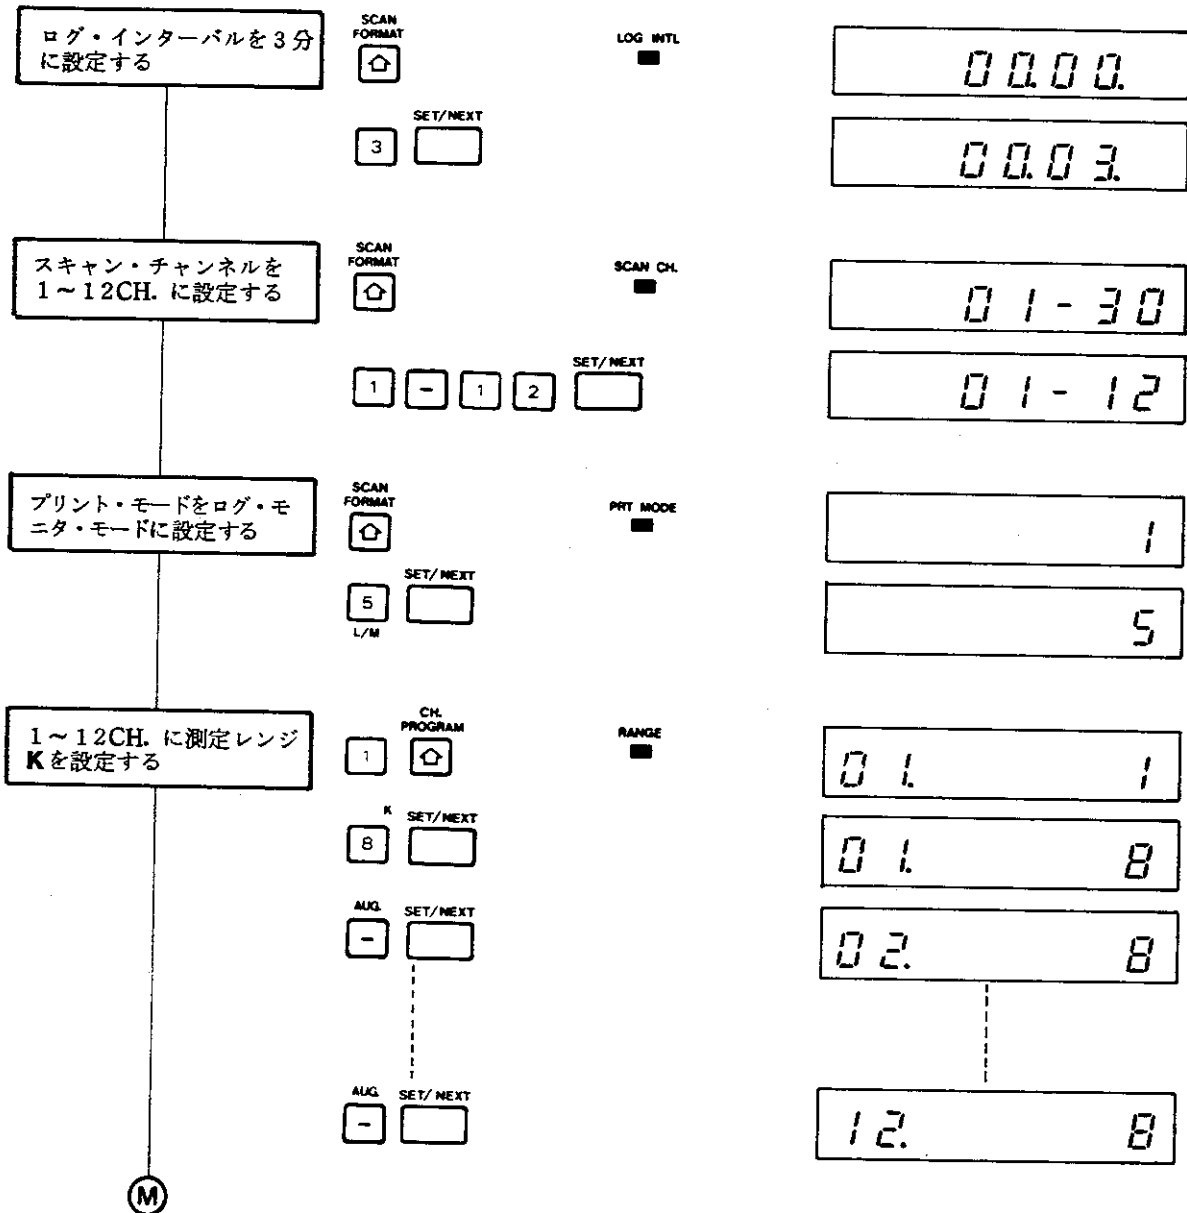 ログ・インターバルを3分
に設定する
SCAN
FORMAT
LOG INTL
00.00.
3
SET/NEXT
00.03.
スキャン・チャンネルを
1~12CH. に設定する
SCAN
FORMAT
SCAN CH.
01-30
1 - 1 2
SET/NEXT
01-12
プリント・モードをログ・モ
ニタ・モードに設定する
SCAN
FORMAT
PRT MODE
1
5
SET/NEXT
L/M
5
1~12CH. に測定レンジ
Kを設定する
1
CH.
PROGRAM
RANGE
01. 1
8
K
SET/NEXT
01. 8
AUG.
-
SET/NEXT
02. 8
AUG.
-
SET/NEXT
12. 8
M